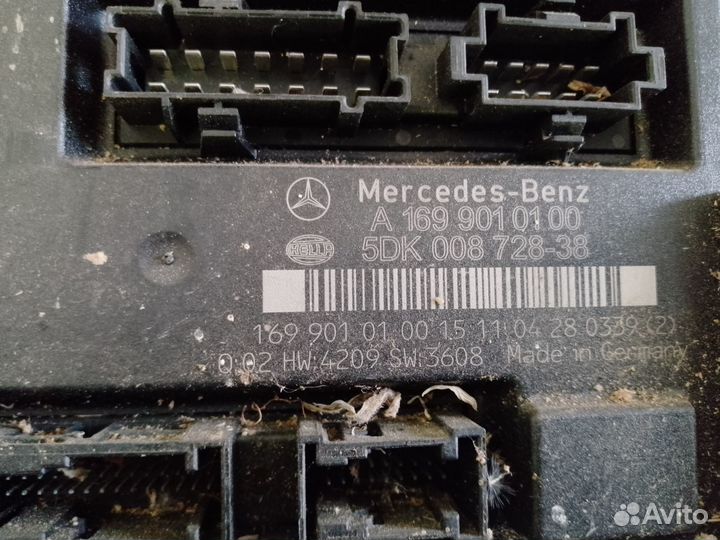 Mercedes-Benz
A 169 901 01 00
HELLA
5DK 008 728-38
169 901 01 00 15 11 04 28 0339 (2)
0:02 HW:4209 SW:3608 Made in Germany
Avito